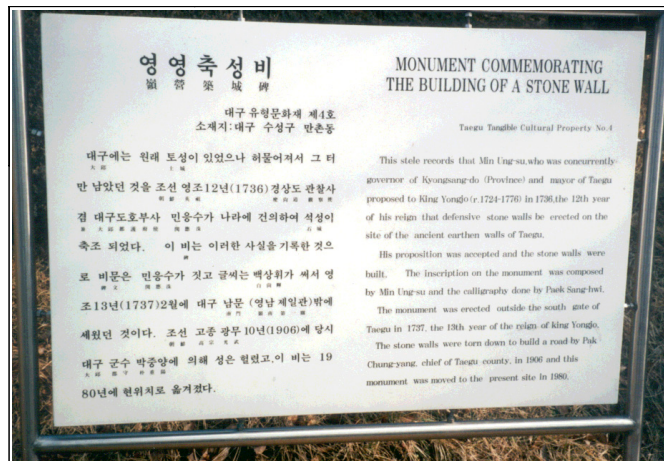 영영축성비
嶺營築城碑
대구 유형문화재 제4호
소재지:대구 수성구 만촌동
대구에는 원래 토성이 있었으나 허물어져서 그 터
만 남았던 것을 조선 영조12년(1736)경상도 관찰사
겸 대구도호부사 민응수가 나라에 건의하여 석성이
축조 되었다. 이 비는 이러한 사실을 기록한 것으
로 비문은 민응수가 짓고 글씨는 백상휘가 써서 영
조13년(1737)2월에 대구 남문 (영남 제일관)밖에
세웠던 것이다. 조선 고종 광무10년(1906)에 당시
대구 군수 박중양에 의해 성은 헐렸고,이 비는 19
80년에 현위치로 옮겨졌다.
MONUMENT COMMEMORATING
THE BUILDING OF A STONE WALL
Taegu Tangible Cultural Property No.4
This stele records that Min Ung-su,who was concurrently
governor of Kyongsang-do (Province) and mayor of Taegu
proposed to King Yongjo (r.1724-1776) in 1736,the 12th year
of his reign that defensive stone walls be erected on the
site of the ancient earthen walls of Taegu.
His proposition was accepted and the stone walls were
built. The inscription on the monument was composed
by Min Ung-su and the calligraphy done by Paek Sang-hwi.
The monument was erected outside the south gate of
Taegu in 1737, the 13th year of the reign of king Yongjo.
The stone walls were torn down to build a road by Pak
Chung-yang, chief of Taegu county, in 1906 and this
monument was moved to the present site in 1980.